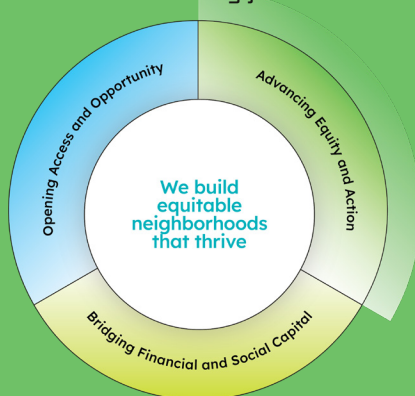 Opening Access and Opportunity
Advancing Equity and Action
We build
equitable
neighborhoods
that thrive
Bridging Financial and Social Capital